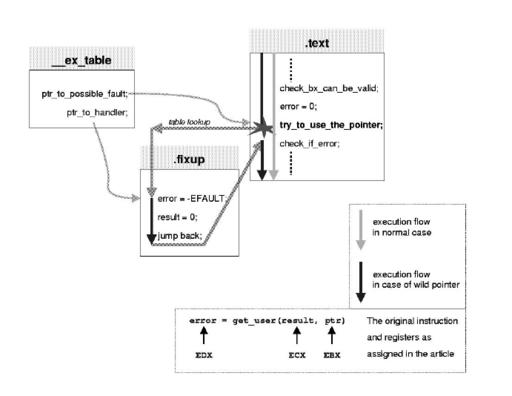 .text
__ex_table
ptr_to_possible_fault;
ptr_to_handler;
check_bx_can_be_valid;
error = 0;
try_to_use_the_pointer;
check_if_error;
table lookup
.fixup
error = -EFAULT;
result = 0;
jump back;
execution flow
in normal case
execution flow
in case of wild pointer
error = get_user(result, ptr)
EDX ECX EBX
The original instruction
and registers as
assigned in the article